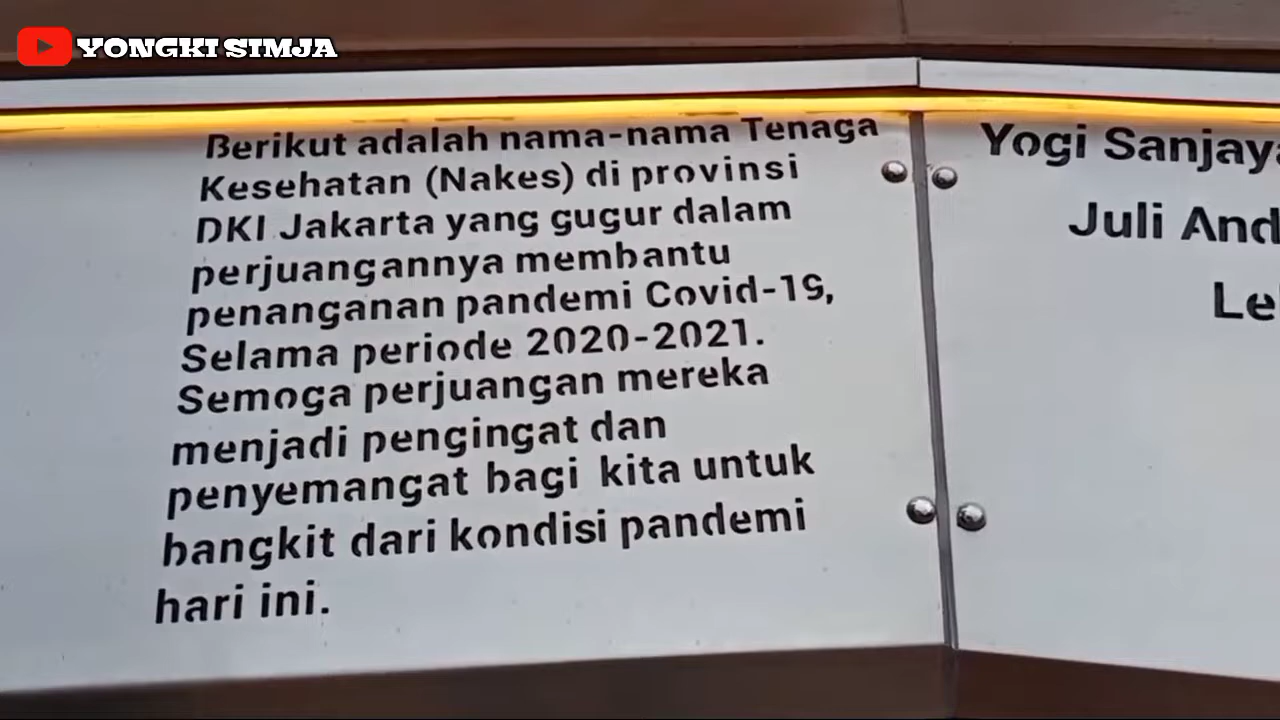 YONGKI SIMJA
Berikut adalah nama-nama Tenaga
Kesehatan (Nakes) di provinsi
DKI Jakarta yang gugur dalam
perjuangannya membantu
penanganan pandemi Covid-19,
Selama periode 2020-2021.
Semoga perjuangan mereka
menjadi pengingat dan
penyemangat bagi kita untuk
bangkit dari kondisi pandemi
hari ini.
Yogi Sanjaya
Juli